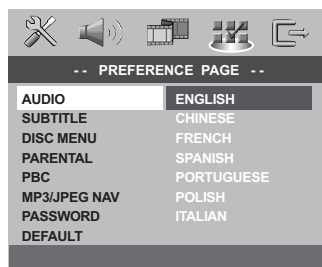 -- PREFERENCE PAGE --
AUDIO ENGLISH
SUBTITLE CHINESE
DISC MENU FRENCH
PARENTAL SPANISH
PBC PORTUGUESE
MP3/JPEG NAV POLISH
PASSWORD ITALIAN
DEFAULT